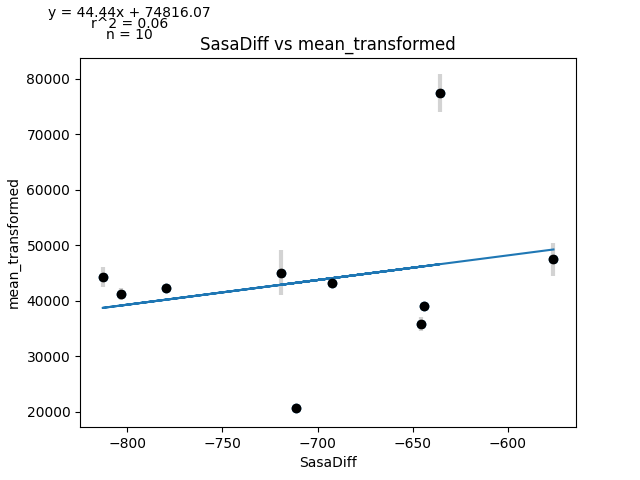 y = 44.44x + 74816.07
r^2 = 0.06
n = 10
SasaDiff vs mean_transformed
80000
70000
60000
50000
40000
30000
20000
mean_transformed
−800
−750
−700
−650
−600
SasaDiff